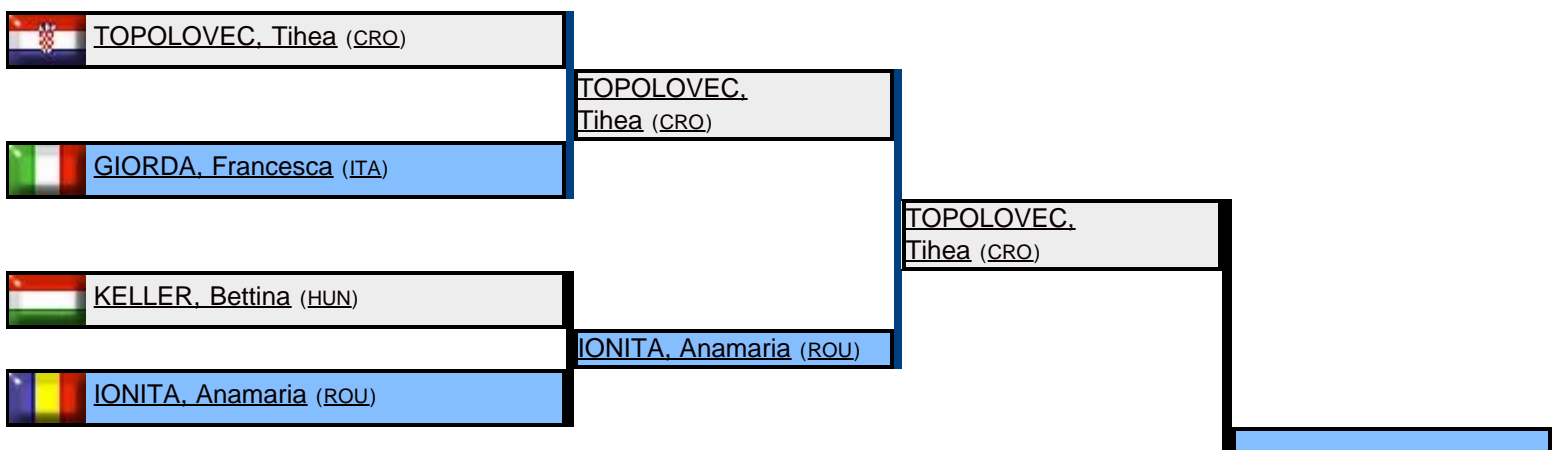 TOPOLOVEC, Tihea (CRO)
TOPOLOVEC,
Tihea (CRO)
GIORDA, Francesca (ITA)
TOPOLOVEC,
Tihea (CRO)
KELLER, Bettina (HUN)
IONITA, Anamaria (ROU)
IONITA, Anamaria (ROU)